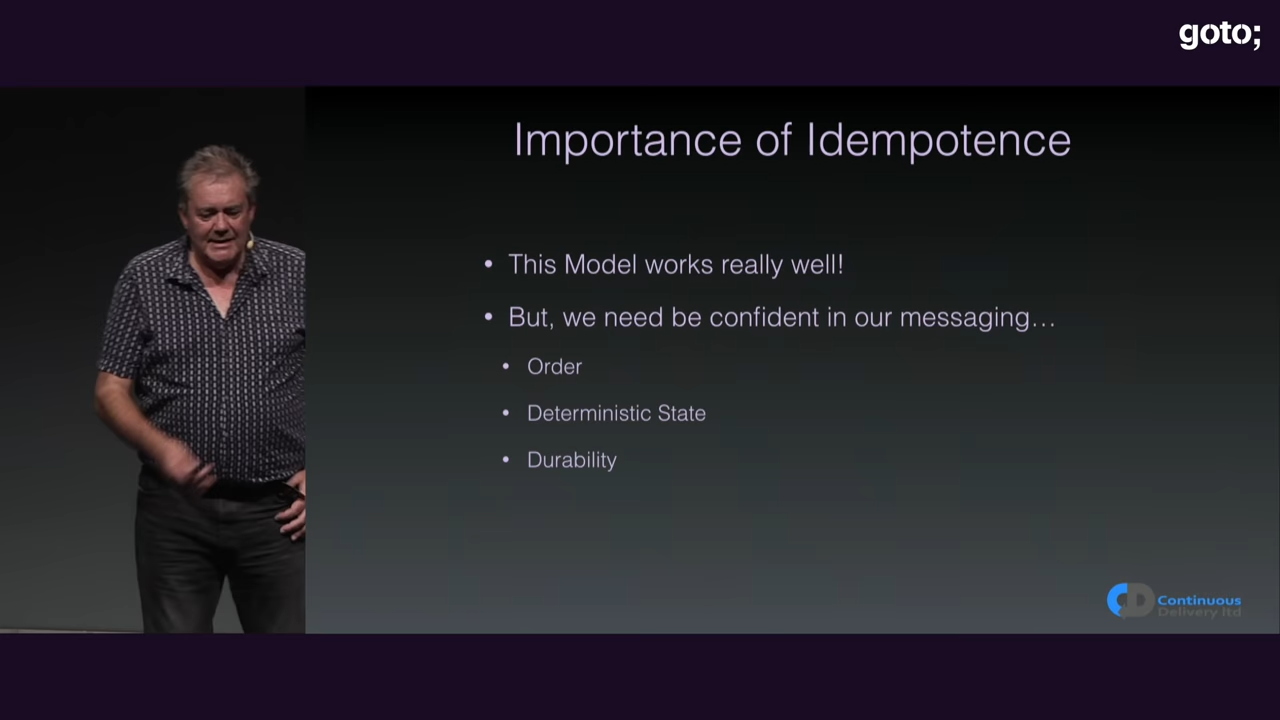 goto;
Importance of Idempotence
• This Model works really well!
• But, we need be confident in our messaging…
• Order
• Deterministic State
• Durability
Continuous
Delivery ltd